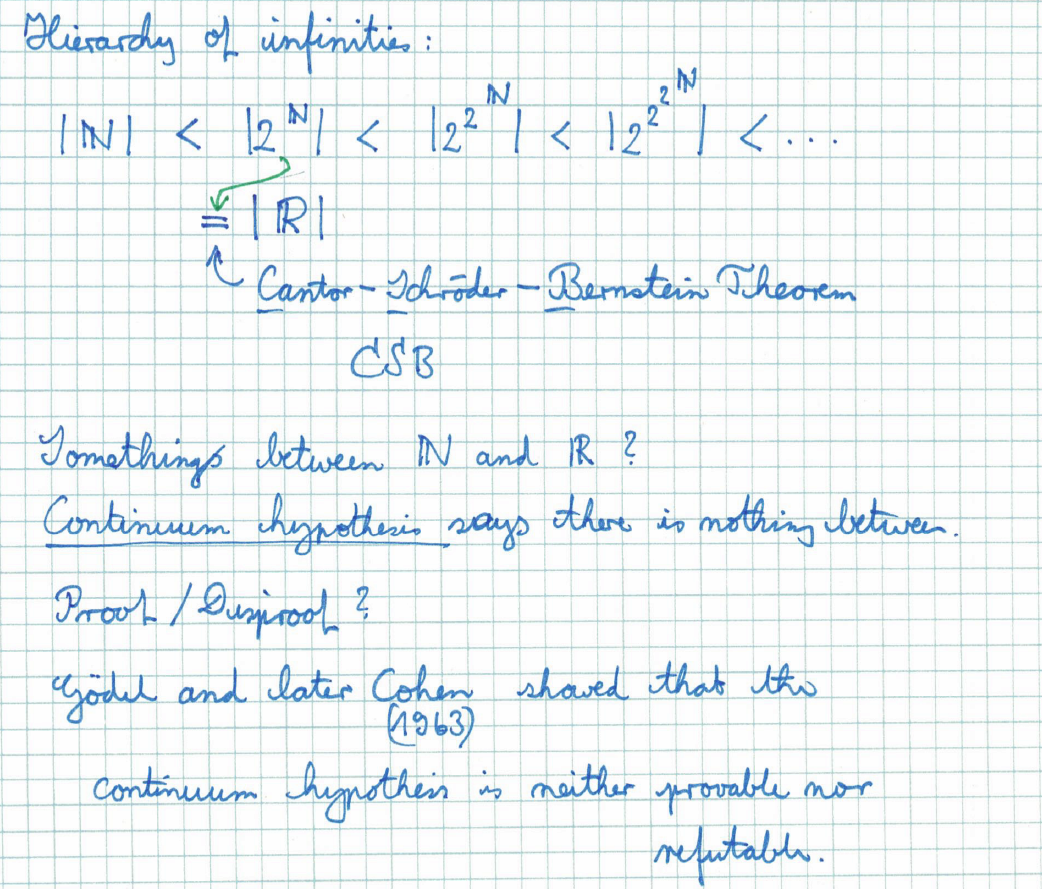 Hierarchy of infinities:
|ℕ| < |2^ℕ| < |2^2^ℕ| < |2^2^2^ℕ| < ...
= |ℝ|
Cantor-Schröder-Bernstein Theorem
CSB
Somethings between ℕ and ℝ ?
Continuum hypothesis says there is nothing between.
Proof / Disproof ?
Gödel and later Cohen showed that the
(1963)
continuum hypothesis is neither provable nor
refutable.